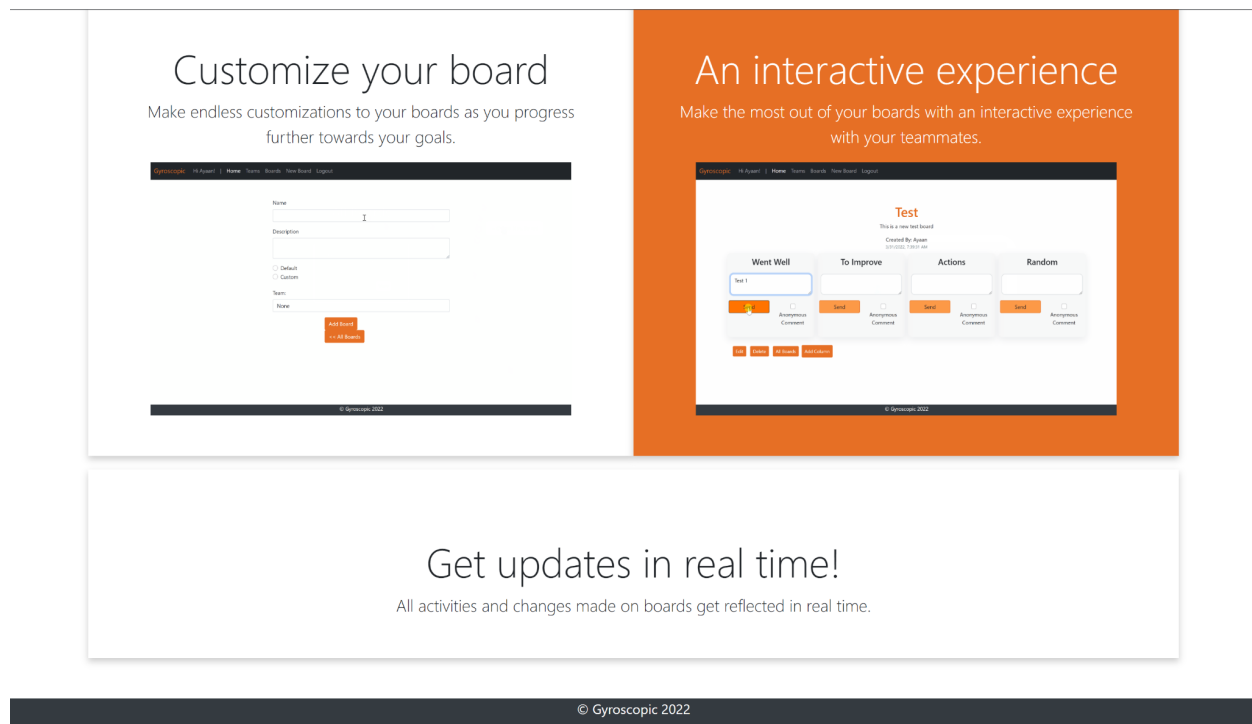 Customize your board
Make endless customizations to your boards as you progress
further towards your goals.
Gyroscopic Hi Ayaan! | Home Teams Boards New Board Logout
Name
Description
Default
Custom
Team:
None
Add Board
<< All Boards
© Gyroscopic 2022
An interactive experience
Make the most out of your boards with an interactive experience
with your teammates.
Gyroscopic Hi Ayaan! | Home Teams Boards New Board Logout
Test
This is a new test board
Created By: Ayaan
Went Well To Improve Actions Random
Test 1
Anonymous Comment
Send Anonymous Comment
Send Anonymous Comment
Send Anonymous Comment
Edit Delete All Boards Add Column
© Gyroscopic 2022
Get updates in real time!
All activities and changes made on boards get reflected in real time.
© Gyroscopic 2022